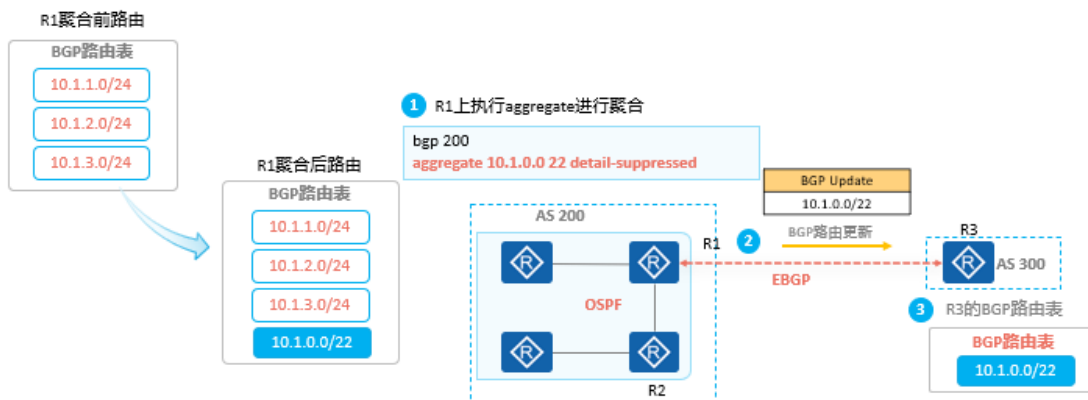 R1聚合前路由
BGP路由表
10.1.1.0/24
10.1.2.0/24
10.1.3.0/24
R1聚合后路由
BGP路由表
10.1.1.0/24
10.1.2.0/24
10.1.3.0/24
10.1.0.0/22
1 R1上执行aggregate进行聚合
bgp 200
aggregate 10.1.0.0 22 detail-suppressed
BGP Update
10.1.0.0/22
2 BGP路由更新
AS 200
R
R
R1
OSPF
R
R
R2
EBGP
R3
R
AS 300
3 R3的BGP路由表
BGP路由表
10.1.0.0/22